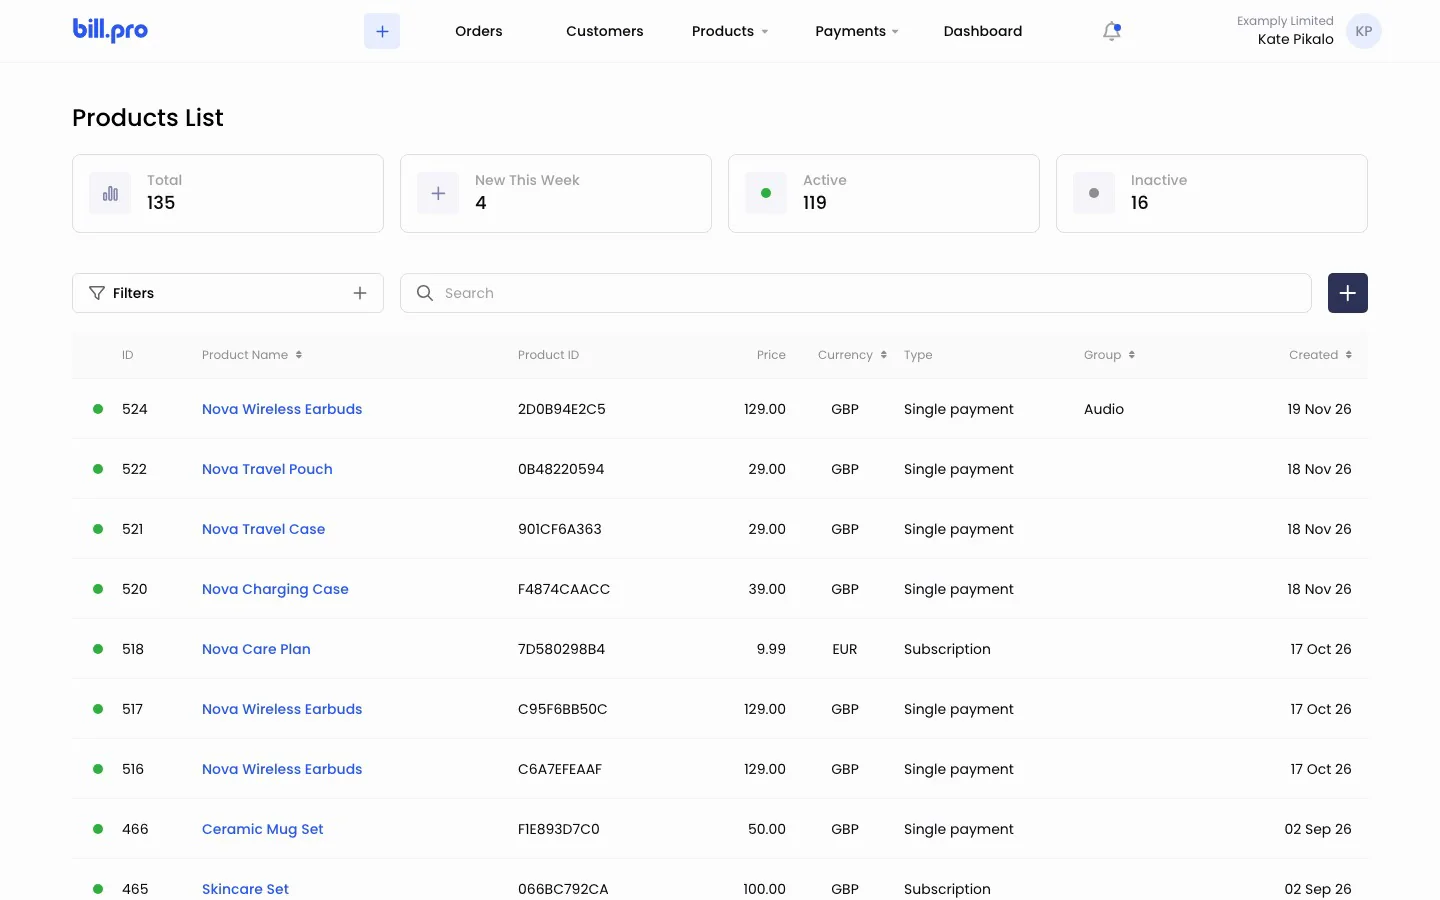 bill.pro
Orders Customers Products Payments Dashboard
Examply Limited
Kate Pikalo
KP
Products List
Total
135
New This Week
4
Active
119
Inactive
16
Filters
Search
ID Product Name Product ID Price Currency Type Group Created
524 Nova Wireless Earbuds 2D0B94E2C5 129.00 GBP Single payment Audio 19 Nov 26
522 Nova Travel Pouch 0B48220594 29.00 GBP Single payment 18 Nov 26
521 Nova Travel Case 901CF6A363 29.00 GBP Single payment 18 Nov 26
520 Nova Charging Case F4874CAACC 39.00 GBP Single payment 18 Nov 26
518 Nova Care Plan 7D580298B4 9.99 EUR Subscription 17 Oct 26
517 Nova Wireless Earbuds C95F6BB50C 129.00 GBP Single payment 17 Oct 26
516 Nova Wireless Earbuds C6A7EFEAAF 129.00 GBP Single payment 17 Oct 26
466 Ceramic Mug Set F1E893D7C0 50.00 GBP Single payment 02 Sep 26
465 Skincare Set 066BC792CA 100.00 GBP Subscription 02 Sep 26